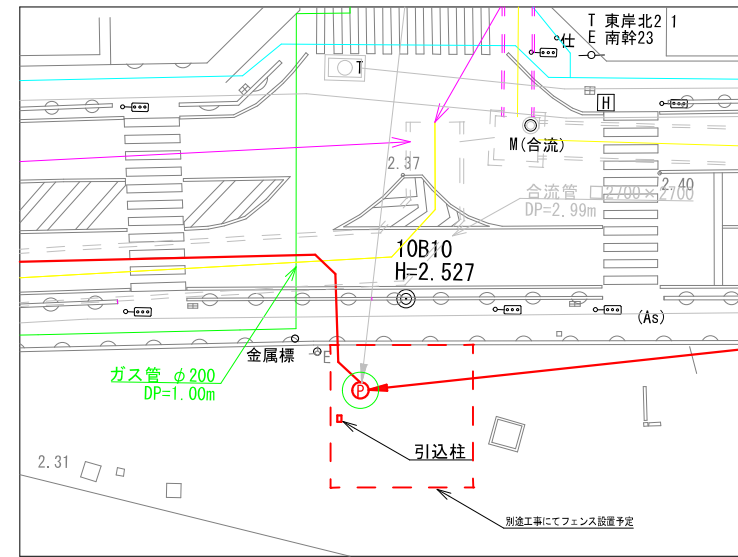 T 東岸北21
E 南幹23
仕
T
H
M(合流)
2.37
2.40
合流管 □2700×2700
DP=2.99m
10B10
H=2.527
(As)
金属標
E
ガス管 φ200
DP=1.00m
P
引込柱
2.31
別途工事にてフェンス設置予定